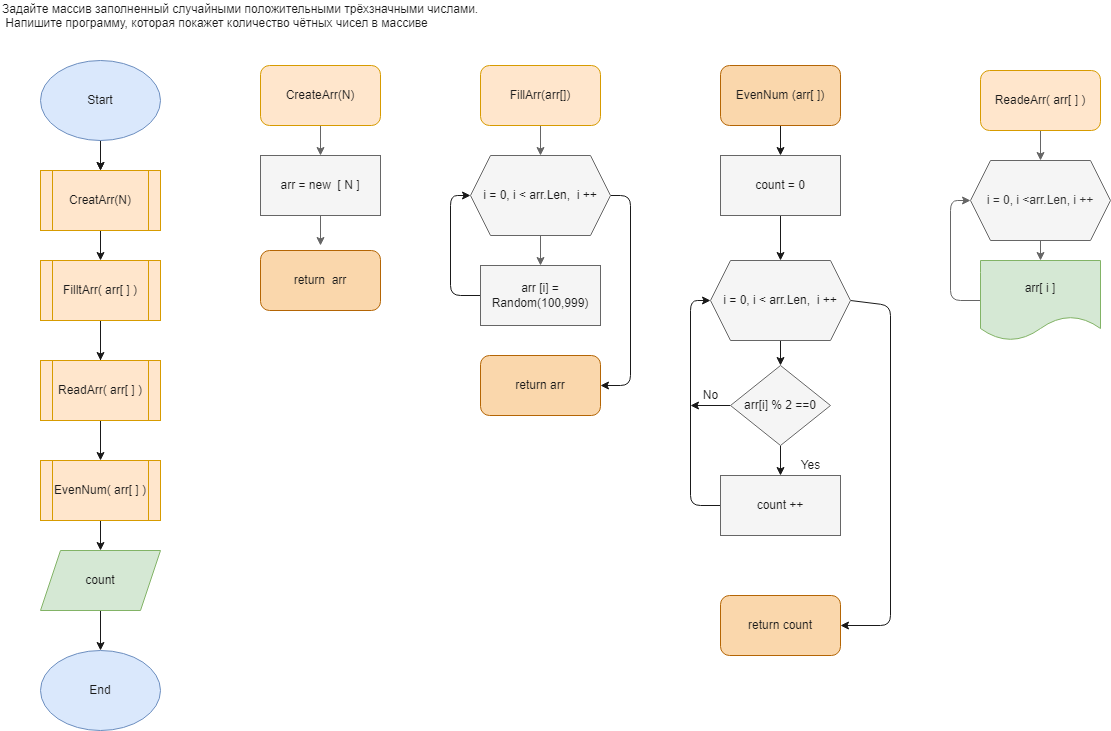 Задайте массив заполненный случайными положительными трёхзначными числами.
Напишите программу, которая покажет количество чётных чисел в массиве
Start
CreatArr(N)
FilltArr( arr[ ] )
ReadArr( arr[ ] )
EvenNum( arr[ ] )
count
End
CreateArr(N)
arr = new [ N ]
return arr
FillArr(arr[])
i = 0, i < arr.Len, i ++
arr [i] =
Random(100,999)
return arr
EvenNum (arr[ ])
count = 0
i = 0, i < arr.Len, i ++
No
arr[i] % 2 ==0
Yes
count ++
return count
ReadeArr( arr[ ] )
i = 0, i <arr.Len, i ++
arr[ i ]